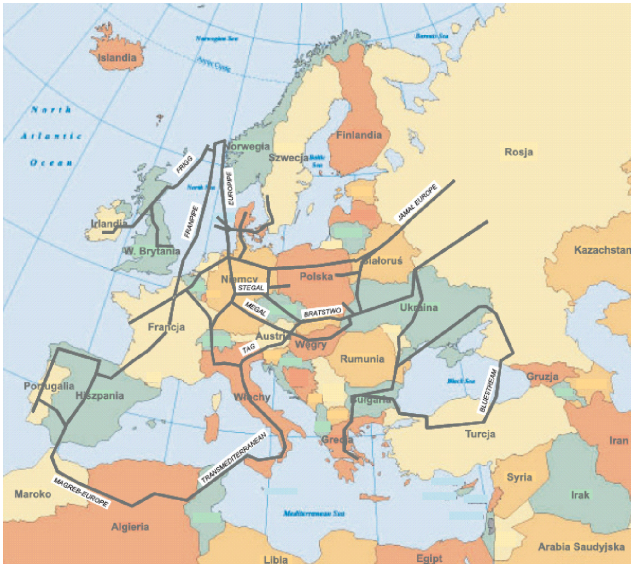 Norwegian Sea
Barents Sea
Islandia
Arctic Circle
North
Atlantic
Ocean
Norwegia
Finlandia
Szwecja
Rosja
Baltic
Sea
FRIGG
EUROPIPE
North Sea
FRANPIPE
JAMAL EUROPE
Irlandia
W. Brytania
Kazachstan
Białoruś
Polska
Niemcy
STEGAL
MEGAL
BRATSTWO
Ukraina
Francja
Austria
TAG
Węgry
Rumunia
Portugalia
Hiszpania
Włochy
Bułgaria
Black Sea
BLUESTREAM
Gruzja
Grecja
Turcja
Iran
TRANSMEDITERRANEAN
MAGREB-EUROPE
Maroko
Algieria
Syria
Irak
Mediterranean Sea
Libia
Egipt
Arabia Saudyjska